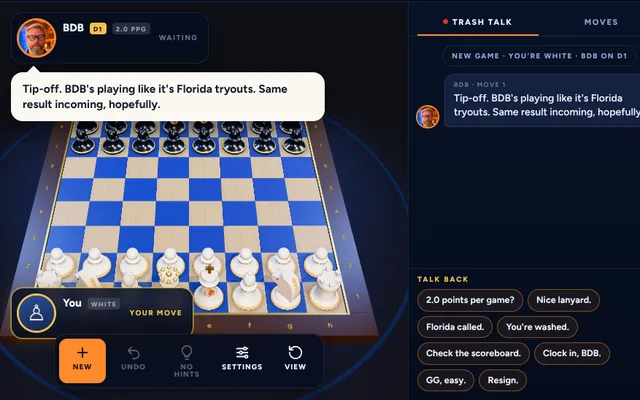 BDB D1 2.0 PPG WAITING
Tip-off. BDB's playing like it's Florida tryouts. Same
result incoming, hopefully.
You WHITE
YOUR MOVE
e f g h
1
2
NEW
UNDO
NO
HINTS
SETTINGS
VIEW
TRASH TALK MOVES
NEW GAME · YOU'RE WHITE · BDB ON D1
BDB · MOVE 1
Tip-off. BDB's playing like it's Florida
tryouts. Same result incoming, hopefully
TALK BACK
2.0 points per game? Nice lanyard.
Florida called. You're washed.
Check the scoreboard. Clock in, BDB.
GG, easy. Resign.